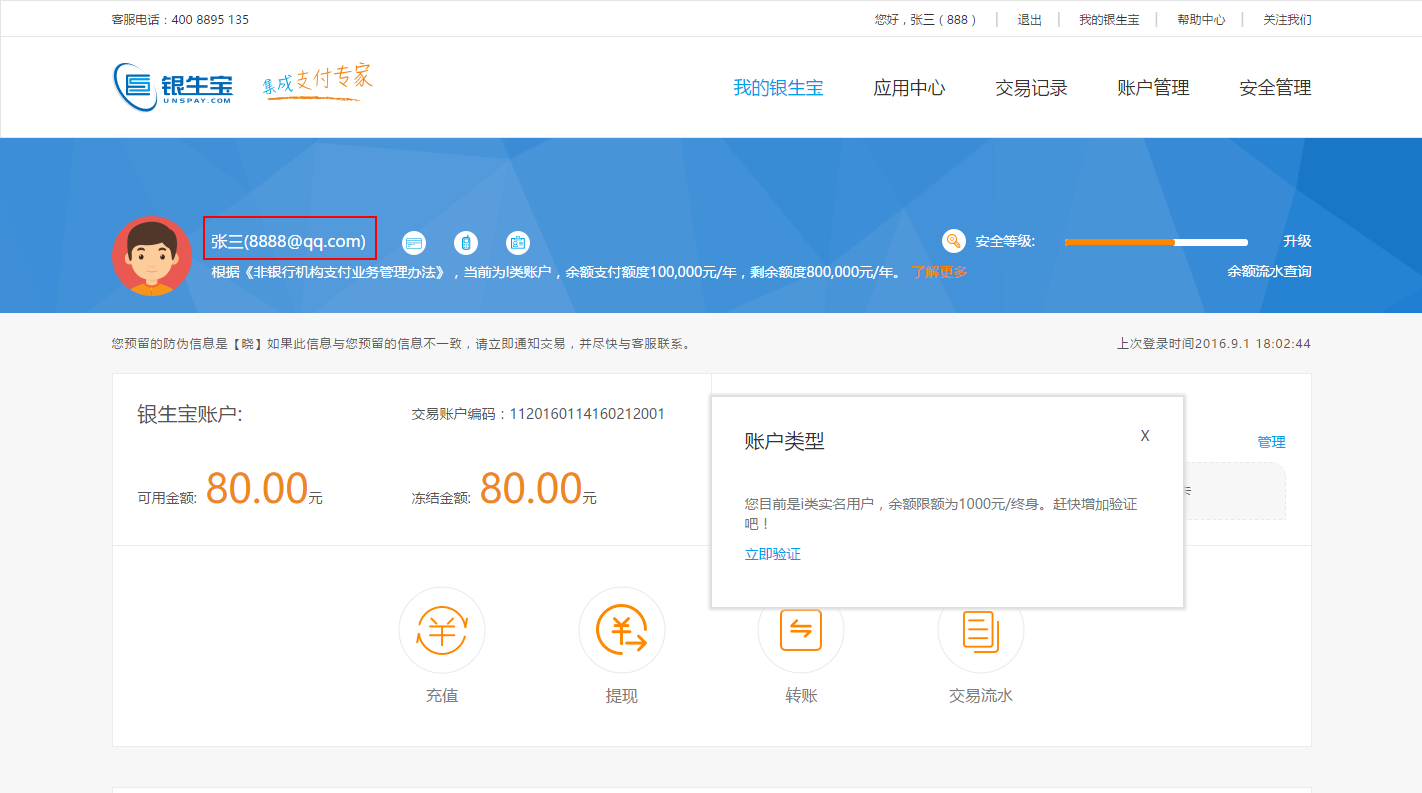 客服电话：400 8895 135
您好，张三（888 ）
退出
我的银生宝
帮助中心
关注我们
银生宝
UNSPAY.COM
集成支付专家
我的银生宝
应用中心
交易记录
账户管理
安全管理
张三(8888@qq.com)
安全等级:
升级
根据《非银行机构支付业务管理办法》，当前为I类账户，余额支付额度100,000元/年，剩余额度800,000元/年。 了解更多
余额流水查询
您预留的防伪信息是【晓】如果此信息与您预留的信息不一致，请立即通知交易，并尽快与客服联系。
上次登录时间2016.9.1 18:02:44
银生宝账户:
交易账户编码：1120160114160212001
可用金额: 80.00元
冻结金额: 80.00元
管理
账户类型
X
您目前是i类实名用户，余额限额为1000元/终身。赶快增加验证
吧！
立即验证
充值
提现
转账
交易流水